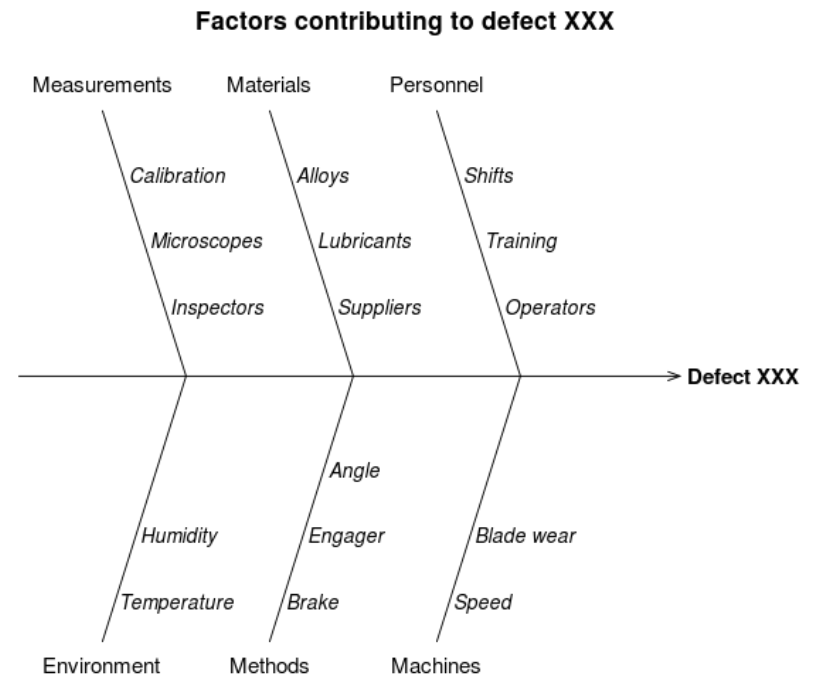 Factors contributing to defect XXX
Measurements
Materials
Personnel
Calibration
Alloys
Shifts
Microscopes
Lubricants
Training
Inspectors
Suppliers
Operators
Defect XXX
Angle
Humidity
Engager
Blade wear
Temperature
Brake
Speed
Environment
Methods
Machines